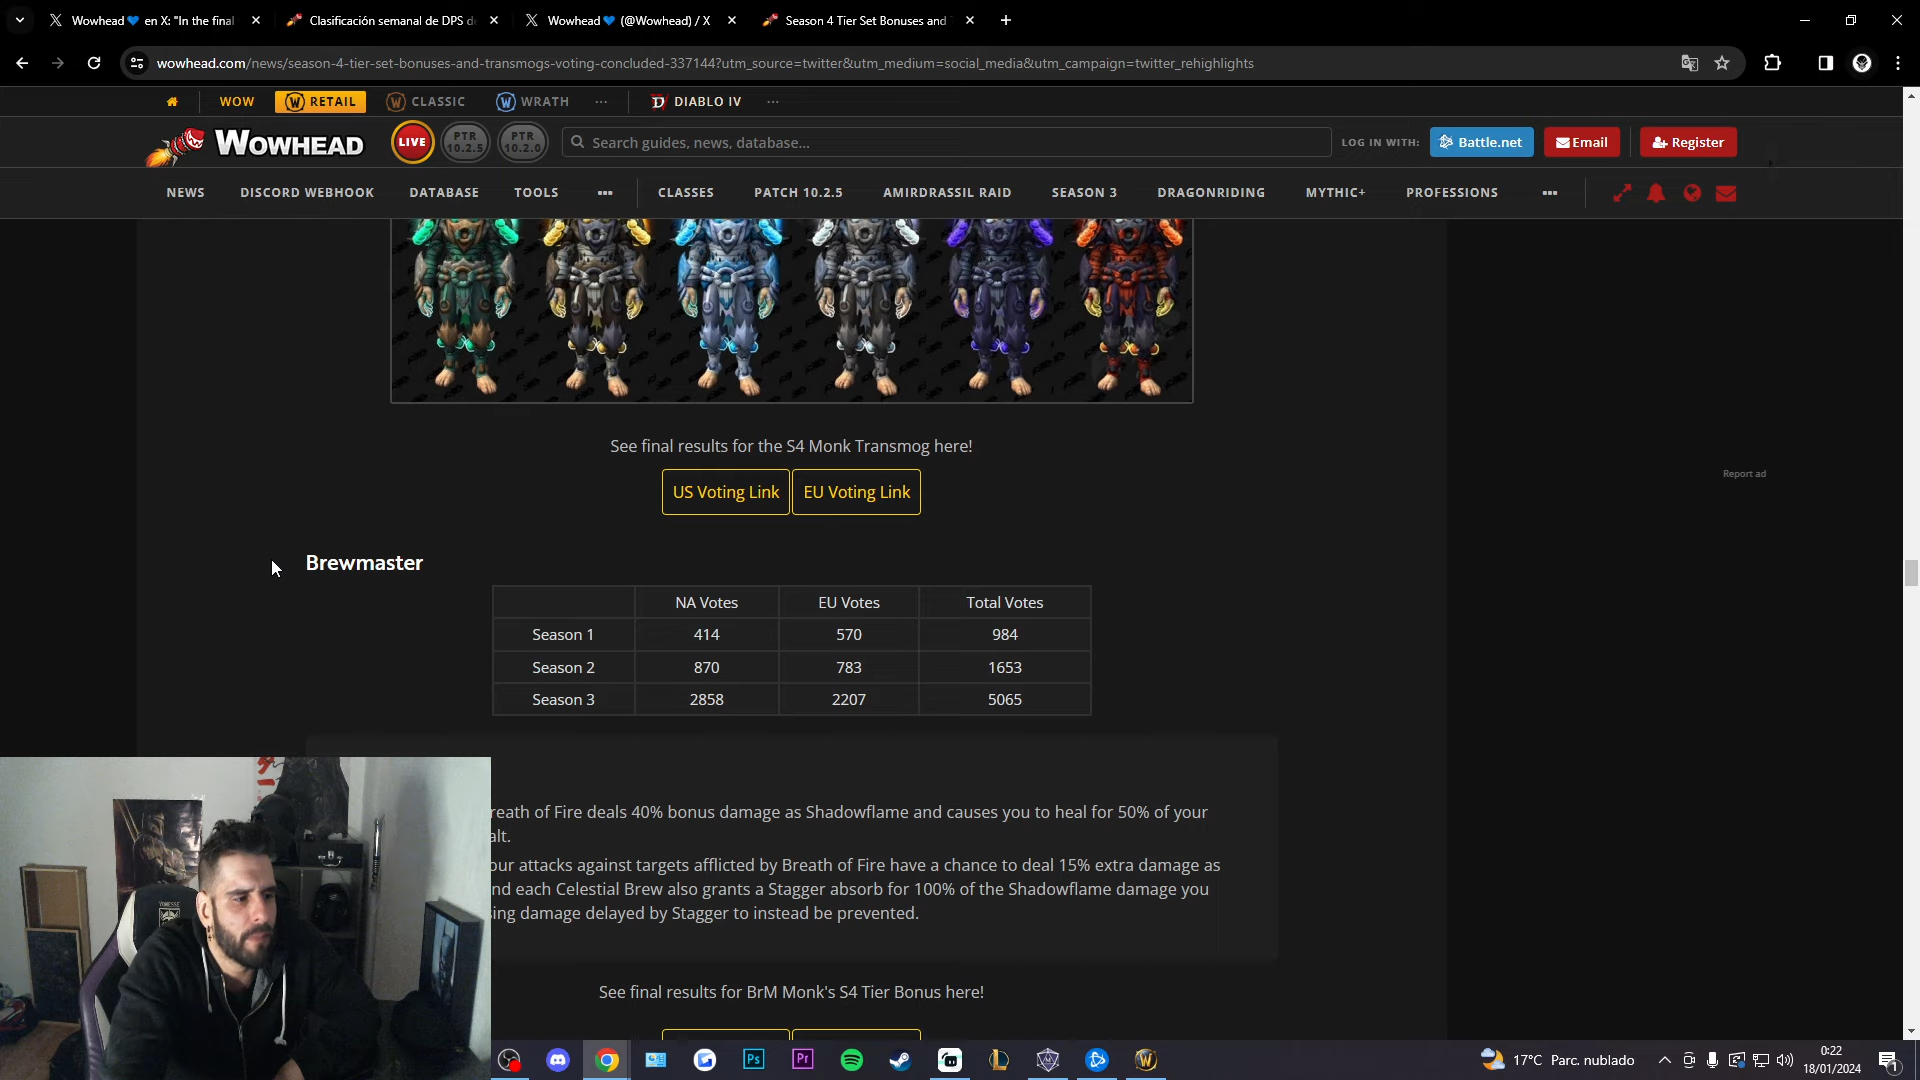 Wowhead💙 en X: "In the final
Clasificación semanal de DPS de
Wowhead💙 (@Wowhead) / X
Season 4 Tier Set Bonuses and
wowhead.com/news/season-4-tier-set-bonuses-and-transmogs-voting-concluded-337144?utm_source=twitter&utm_medium=social_media&utm_campaign=twitter_rehighlights
WOW RETAIL CLASSIC WRATH ... DIABLO IV ...
WOWHEAD LIVE PTR 10.2.5 PTR 10.2.0 Search guides, news, database... LOG IN WITH: Battle.net Email Register
NEWS DISCORD WEBHOOK DATABASE TOOLS ... CLASSES PATCH 10.2.5 AMIRDRASSIL RAID SEASON 3 DRAGONRIDING MYTHIC+ PROFESSIONS ...
See final results for the S4 Monk Transmog here!
Report ad
US Voting Link EU Voting Link
Brewmaster
NA Votes EU Votes Total Votes
Season 1 414 570 984
Season 2 870 783 1653
Season 3 2858 2207 5065
reath of Fire deals 40% bonus damage as Shadowflame and causes you to heal for 50% of your
alt.
our attacks against targets afflicted by Breath of Fire have a chance to deal 15% extra damage as
nd each Celestial Brew also grants a Stagger absorb for 100% of the Shadowflame damage you
sing damage delayed by Stagger to instead be prevented.
See final results for BrM Monk's S4 Tier Bonus here!
Ps Pr
17°C Parc. nublado
0:22
18/01/2024
1